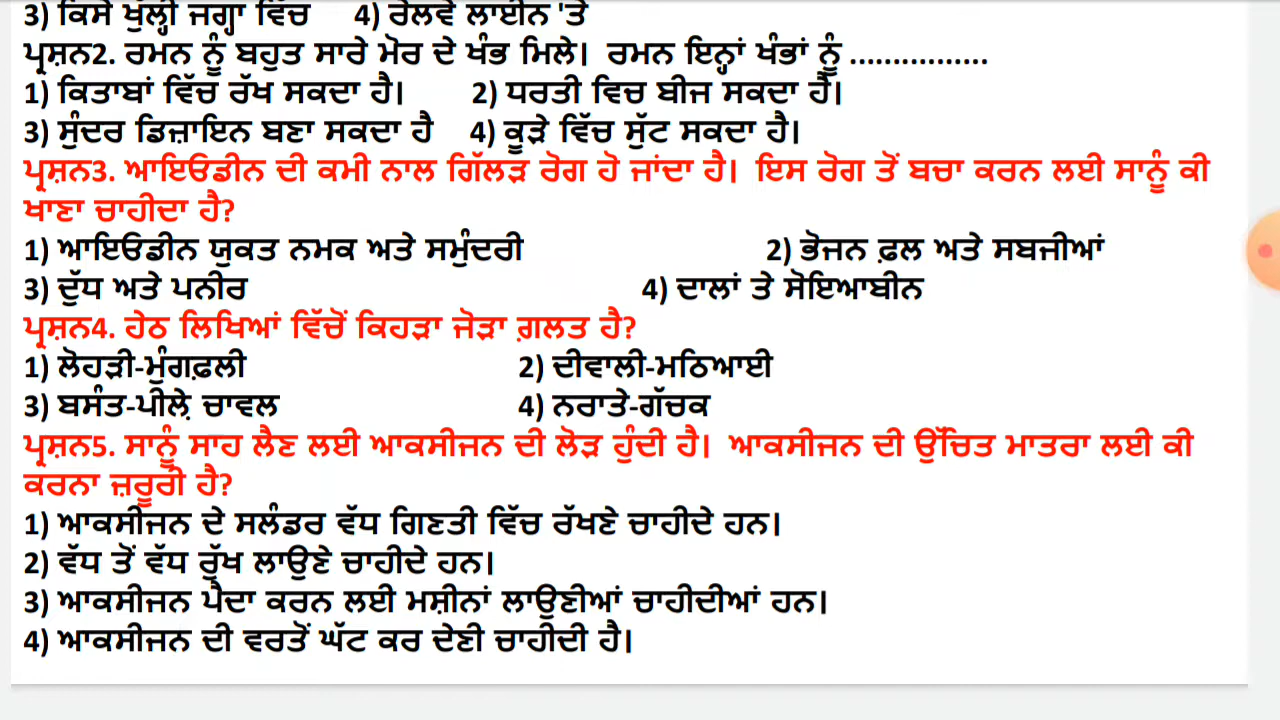 3) ਕਿਸੇ ਖੁੱਲ੍ਹੀ ਜਗ੍ਹਾ ਵਿੱਚ 4) ਰੇਲਵੇ ਲਾਈਨ 'ਤੇ
ਪ੍ਰਸ਼ਨ2. ਰਮਨ ਨੂੰ ਬਹੁਤ ਸਾਰੇ ਮੋਰ ਦੇ ਖੰਭ ਮਿਲੇ। ਰਮਨ ਇਨ੍ਹਾਂ ਖੰਭਾਂ ਨੂੰ ................
1) ਕਿਤਾਬਾਂ ਵਿੱਚ ਰੱਖ ਸਕਦਾ ਹੈ। 2) ਧਰਤੀ ਵਿਚ ਬੀਜ ਸਕਦਾ ਹੈ।
3) ਸੁੰਦਰ ਡਿਜ਼ਾਇਨ ਬਣਾ ਸਕਦਾ ਹੈ 4) ਕੂੜੇ ਵਿੱਚ ਸੁੱਟ ਸਕਦਾ ਹੈ।
ਪ੍ਰਸ਼ਨ3. ਆਇਓਡੀਨ ਦੀ ਕਮੀ ਨਾਲ ਗਿੱਲੜ ਰੋਗ ਹੋ ਜਾਂਦਾ ਹੈ। ਇਸ ਰੋਗ ਤੋਂ ਬਚਾ ਕਰਨ ਲਈ ਸਾਨੂੰ ਕੀ
ਖਾਣਾ ਚਾਹੀਦਾ ਹੈ?
1) ਆਇਓਡੀਨ ਯੁਕਤ ਨਮਕ ਅਤੇ ਸਮੁੰਦਰੀ 2) ਭੋਜਨ ਫ਼ਲ ਅਤੇ ਸਬਜੀਆਂ
3) ਦੁੱਧ ਅਤੇ ਪਨੀਰ 4) ਦਾਲਾਂ ਤੇ ਸੋਇਆਬੀਨ
ਪ੍ਰਸ਼ਨ4. ਹੇਠ ਲਿਖਿਆਂ ਵਿੱਚੋਂ ਕਿਹੜਾ ਜੋੜਾ ਗ਼ਲਤ ਹੈ?
1) ਲੋਹੜੀ-ਮੁੰਗਫ਼ਲੀ 2) ਦੀਵਾਲੀ-ਮਠਿਆਈ
3) ਬਸੰਤ-ਪੀਲੇ਼ ਚਾਵਲ 4) ਨਰਾਤੇ-ਗੱਚਕ
ਪ੍ਰਸ਼ਨ5. ਸਾਨੂੰ ਸਾਹ ਲੈਣ ਲਈ ਆਕਸੀਜਨ ਦੀ ਲੋੜ ਹੁੰਦੀ ਹੈ। ਆਕਸੀਜਨ ਦੀ ਉੱਚਿਤ ਮਾਤਰਾ ਲਈ ਕੀ
ਕਰਨਾ ਜ਼ਰੂਰੀ ਹੈ?
1) ਆਕਸੀਜਨ ਦੇ ਸਲੰਡਰ ਵੱਧ ਗਿਣਤੀ ਵਿੱਚ ਰੱਖਣੇ ਚਾਹੀਦੇ ਹਨ।
2) ਵੱਧ ਤੋਂ ਵੱਧ ਰੁੱਖ ਲਾਉਣੇ ਚਾਹੀਦੇ ਹਨ।
3) ਆਕਸੀਜਨ ਪੈਦਾ ਕਰਨ ਲਈ ਮਸ਼ੀਨਾਂ ਲਾਉਣੀਆਂ ਚਾਹੀਦੀਆਂ ਹਨ।
4) ਆਕਸੀਜਨ ਦੀ ਵਰਤੋਂ ਘੱਟ ਕਰ ਦੇਣੀ ਚਾਹੀਦੀ ਹੈ।